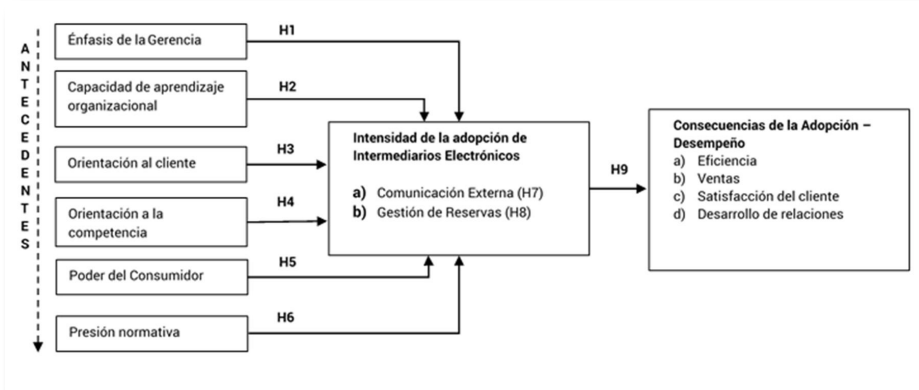 ANTECEDENTES
Énfasis de la Gerencia
H1
Capacidad de aprendizaje
organizacional
H2
Orientación al cliente
H3
Orientación a la
competencia
H4
Poder del Consumidor
H5
Presión normativa
H6
Intensidad de la adopción de
Intermediarios Electrónicos
a) Comunicación Externa (H7)
b) Gestión de Reservas (H8)
H9
Consecuencias de la Adopción –
Desempeño
a) Eficiencia
b) Ventas
c) Satisfacción del cliente
d) Desarrollo de relaciones